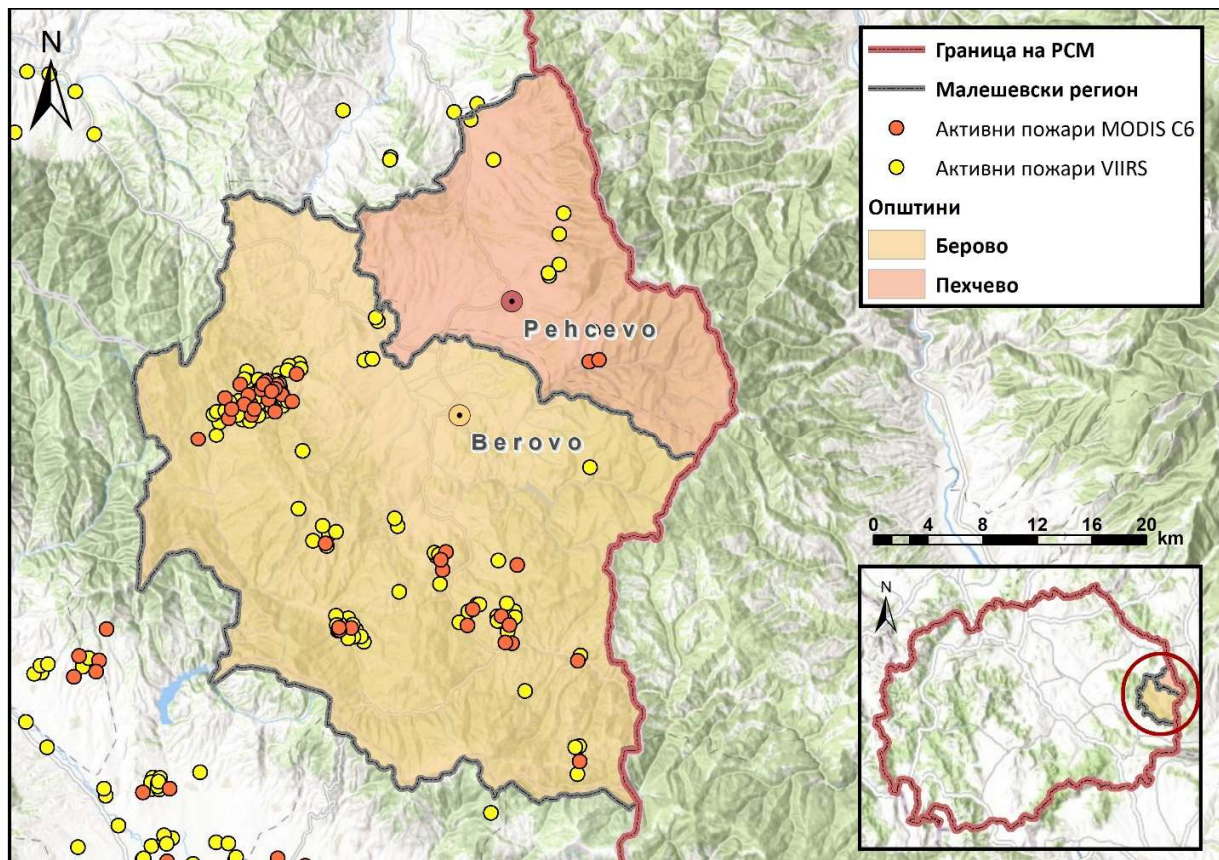 N
Граница на РСМ
Малешевски регион
Активни пожари MODIS C6
Активни пожари VIIRS
Општини
Берово
Пехчево
Pehcevo
Berovo
0 4 8 12 16 20
km
N